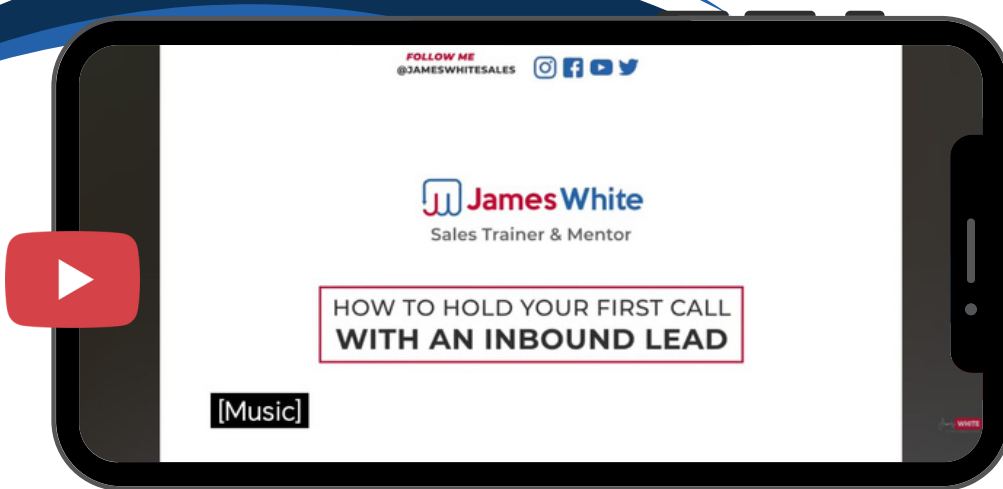 FOLLOW ME
@JAMESWHITESALES
James White
Sales Trainer & Mentor
HOW TO HOLD YOUR FIRST CALL
WITH AN INBOUND LEAD
[Music]
WHITE